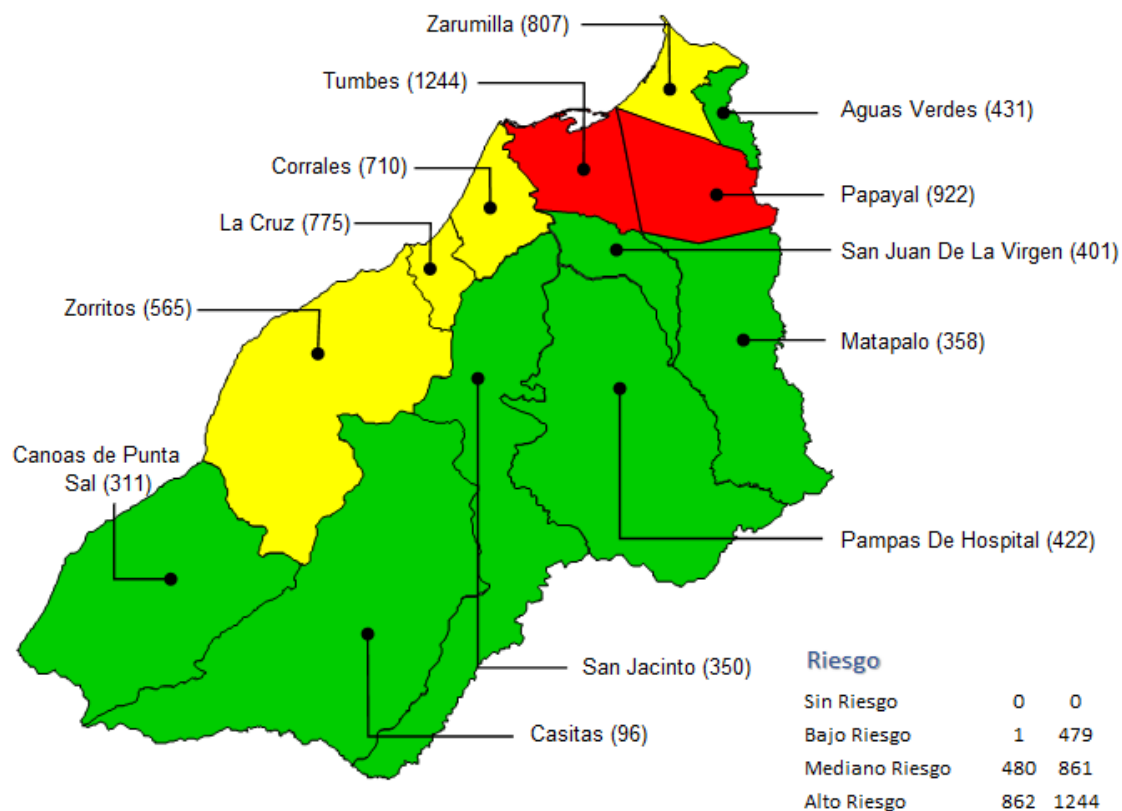 Zarumilla (807)
Tumbes (1244)
Aguas Verdes (431)
Corrales (710)
Papayal (922)
La Cruz (775)
San Juan De La Virgen (401)
Zorritos (565)
Matapalo (358)
Canoas de Punta
Sal (311)
Pampas De Hospital (422)
San Jacinto (350)
Casitas (96)
Riesgo
Sin Riesgo 0 0
Bajo Riesgo 1 479
Mediano Riesgo 480 861
Alto Riesgo 862 1244